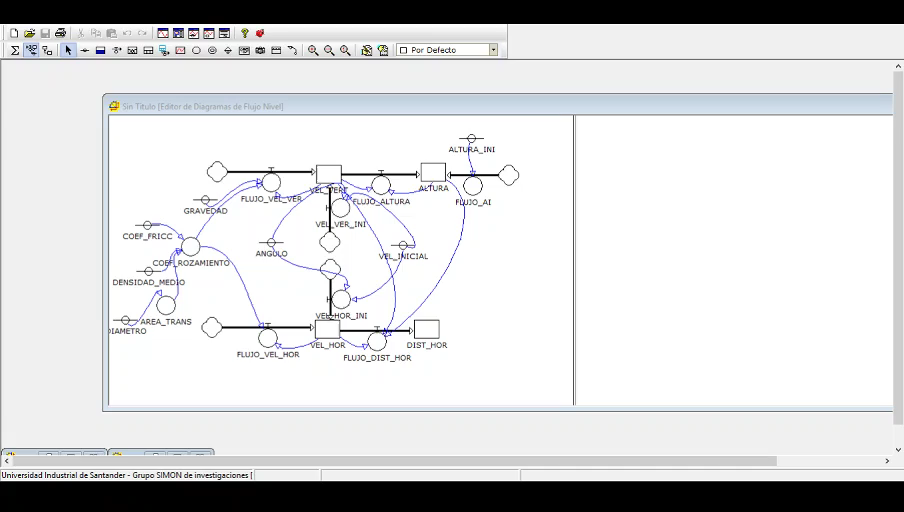 Por Defecto
Sin Titulo [Editor de Diagramas de Flujo Nivel]
ALTURA_INI
VEL_VERT
ALTURA
FLUJO_VEL_VER
FLUJO_ALTURA
FLUJO_AI
GRAVEDAD
VEL_VER_INI
COEF_FRICC
COEF_ROZAMIENTO
ANGULO
VEL_INICIAL
DENSIDAD_MEDIO
AREA_TRANS
VEL_HOR_INI
DIAMETRO
VEL_HOR
DIST_HOR
FLUJO_VEL_HOR
FLUJO_DIST_HOR
Universidad Industrial de Santander - Grupo SIMON de investigaciones [